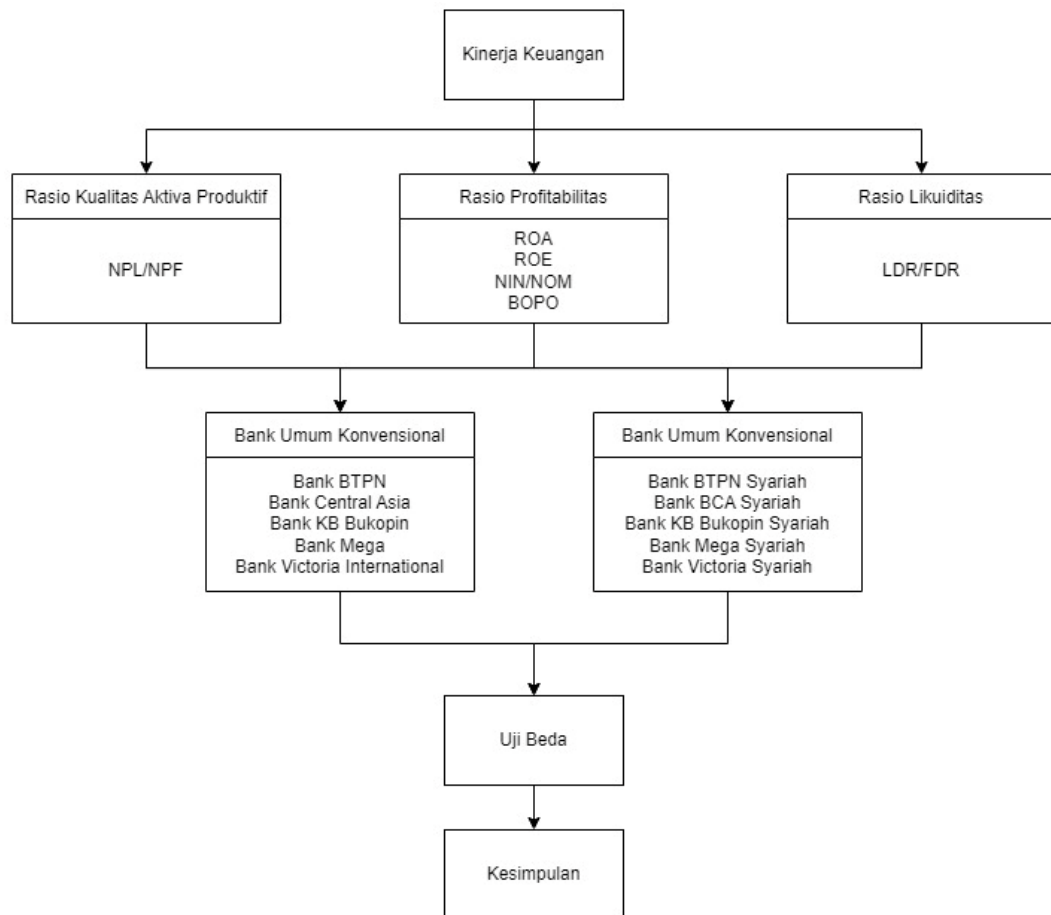 Kinerja Keuangan
Rasio Kualitas Aktiva Produktif
NPL/NPF
Rasio Profitabilitas
ROA
ROE
NIN/NOM
BOPO
Rasio Likuiditas
LDR/FDR
Bank Umum Konvensional
Bank BTPN
Bank Central Asia
Bank KB Bukopin
Bank Mega
Bank Victoria International
Bank Umum Konvensional
Bank BTPN Syariah
Bank BCA Syariah
Bank KB Bukopin Syariah
Bank Mega Syariah
Bank Victoria Syariah
Uji Beda
Kesimpulan